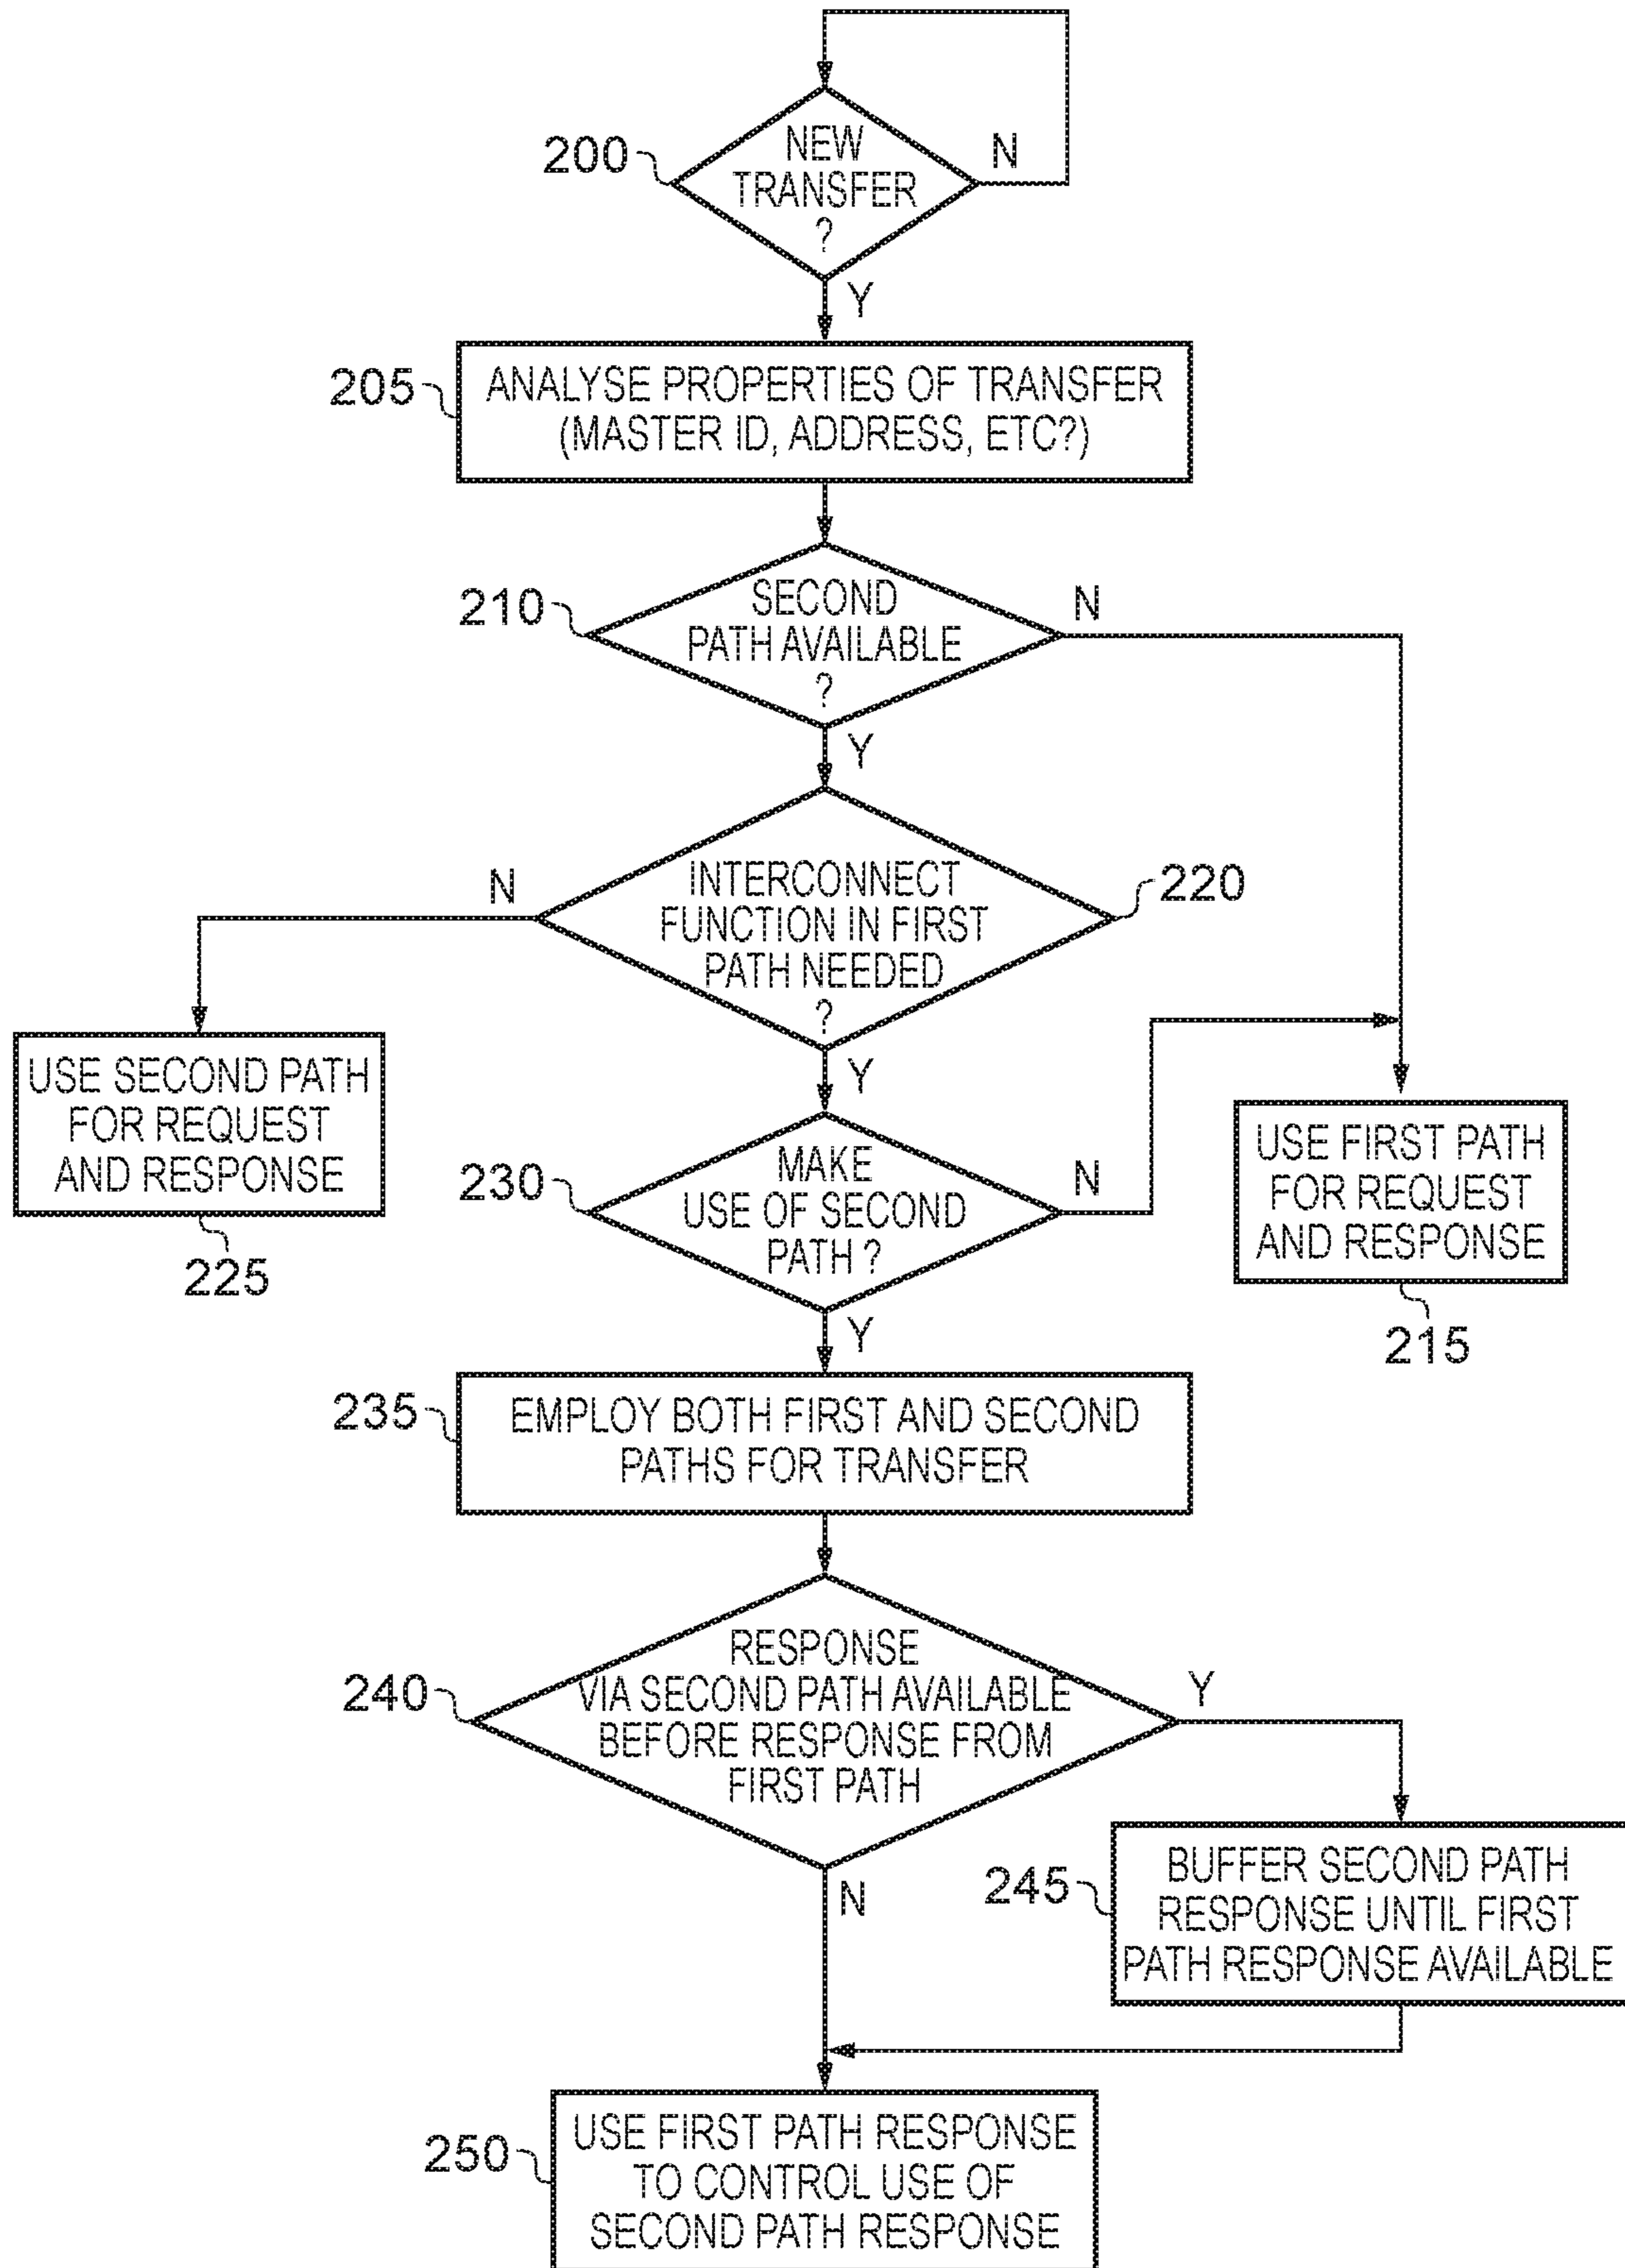 NEW
TRANSFER
?
200
N
Y
205
ANALYSE PROPERTIES OF TRANSFER
(MASTER ID, ADDRESS, ETC?)
210
SECOND
PATH AVAILABLE
?
N
Y
INTERCONNECT
FUNCTION IN FIRST
PATH NEEDED
?
220
N
Y
USE SECOND PATH
FOR REQUEST
AND RESPONSE
225
230
MAKE
USE OF SECOND
PATH ?
N
Y
USE FIRST PATH
FOR REQUEST
AND RESPONSE
215
235
EMPLOY BOTH FIRST AND SECOND
PATHS FOR TRANSFER
240
RESPONSE
VIA SECOND PATH AVAILABLE
BEFORE RESPONSE FROM
FIRST PATH
Y
N
245
BUFFER SECOND PATH
RESPONSE UNTIL FIRST
PATH RESPONSE AVAILABLE
250
USE FIRST PATH RESPONSE
TO CONTROL USE OF
SECOND PATH RESPONSE